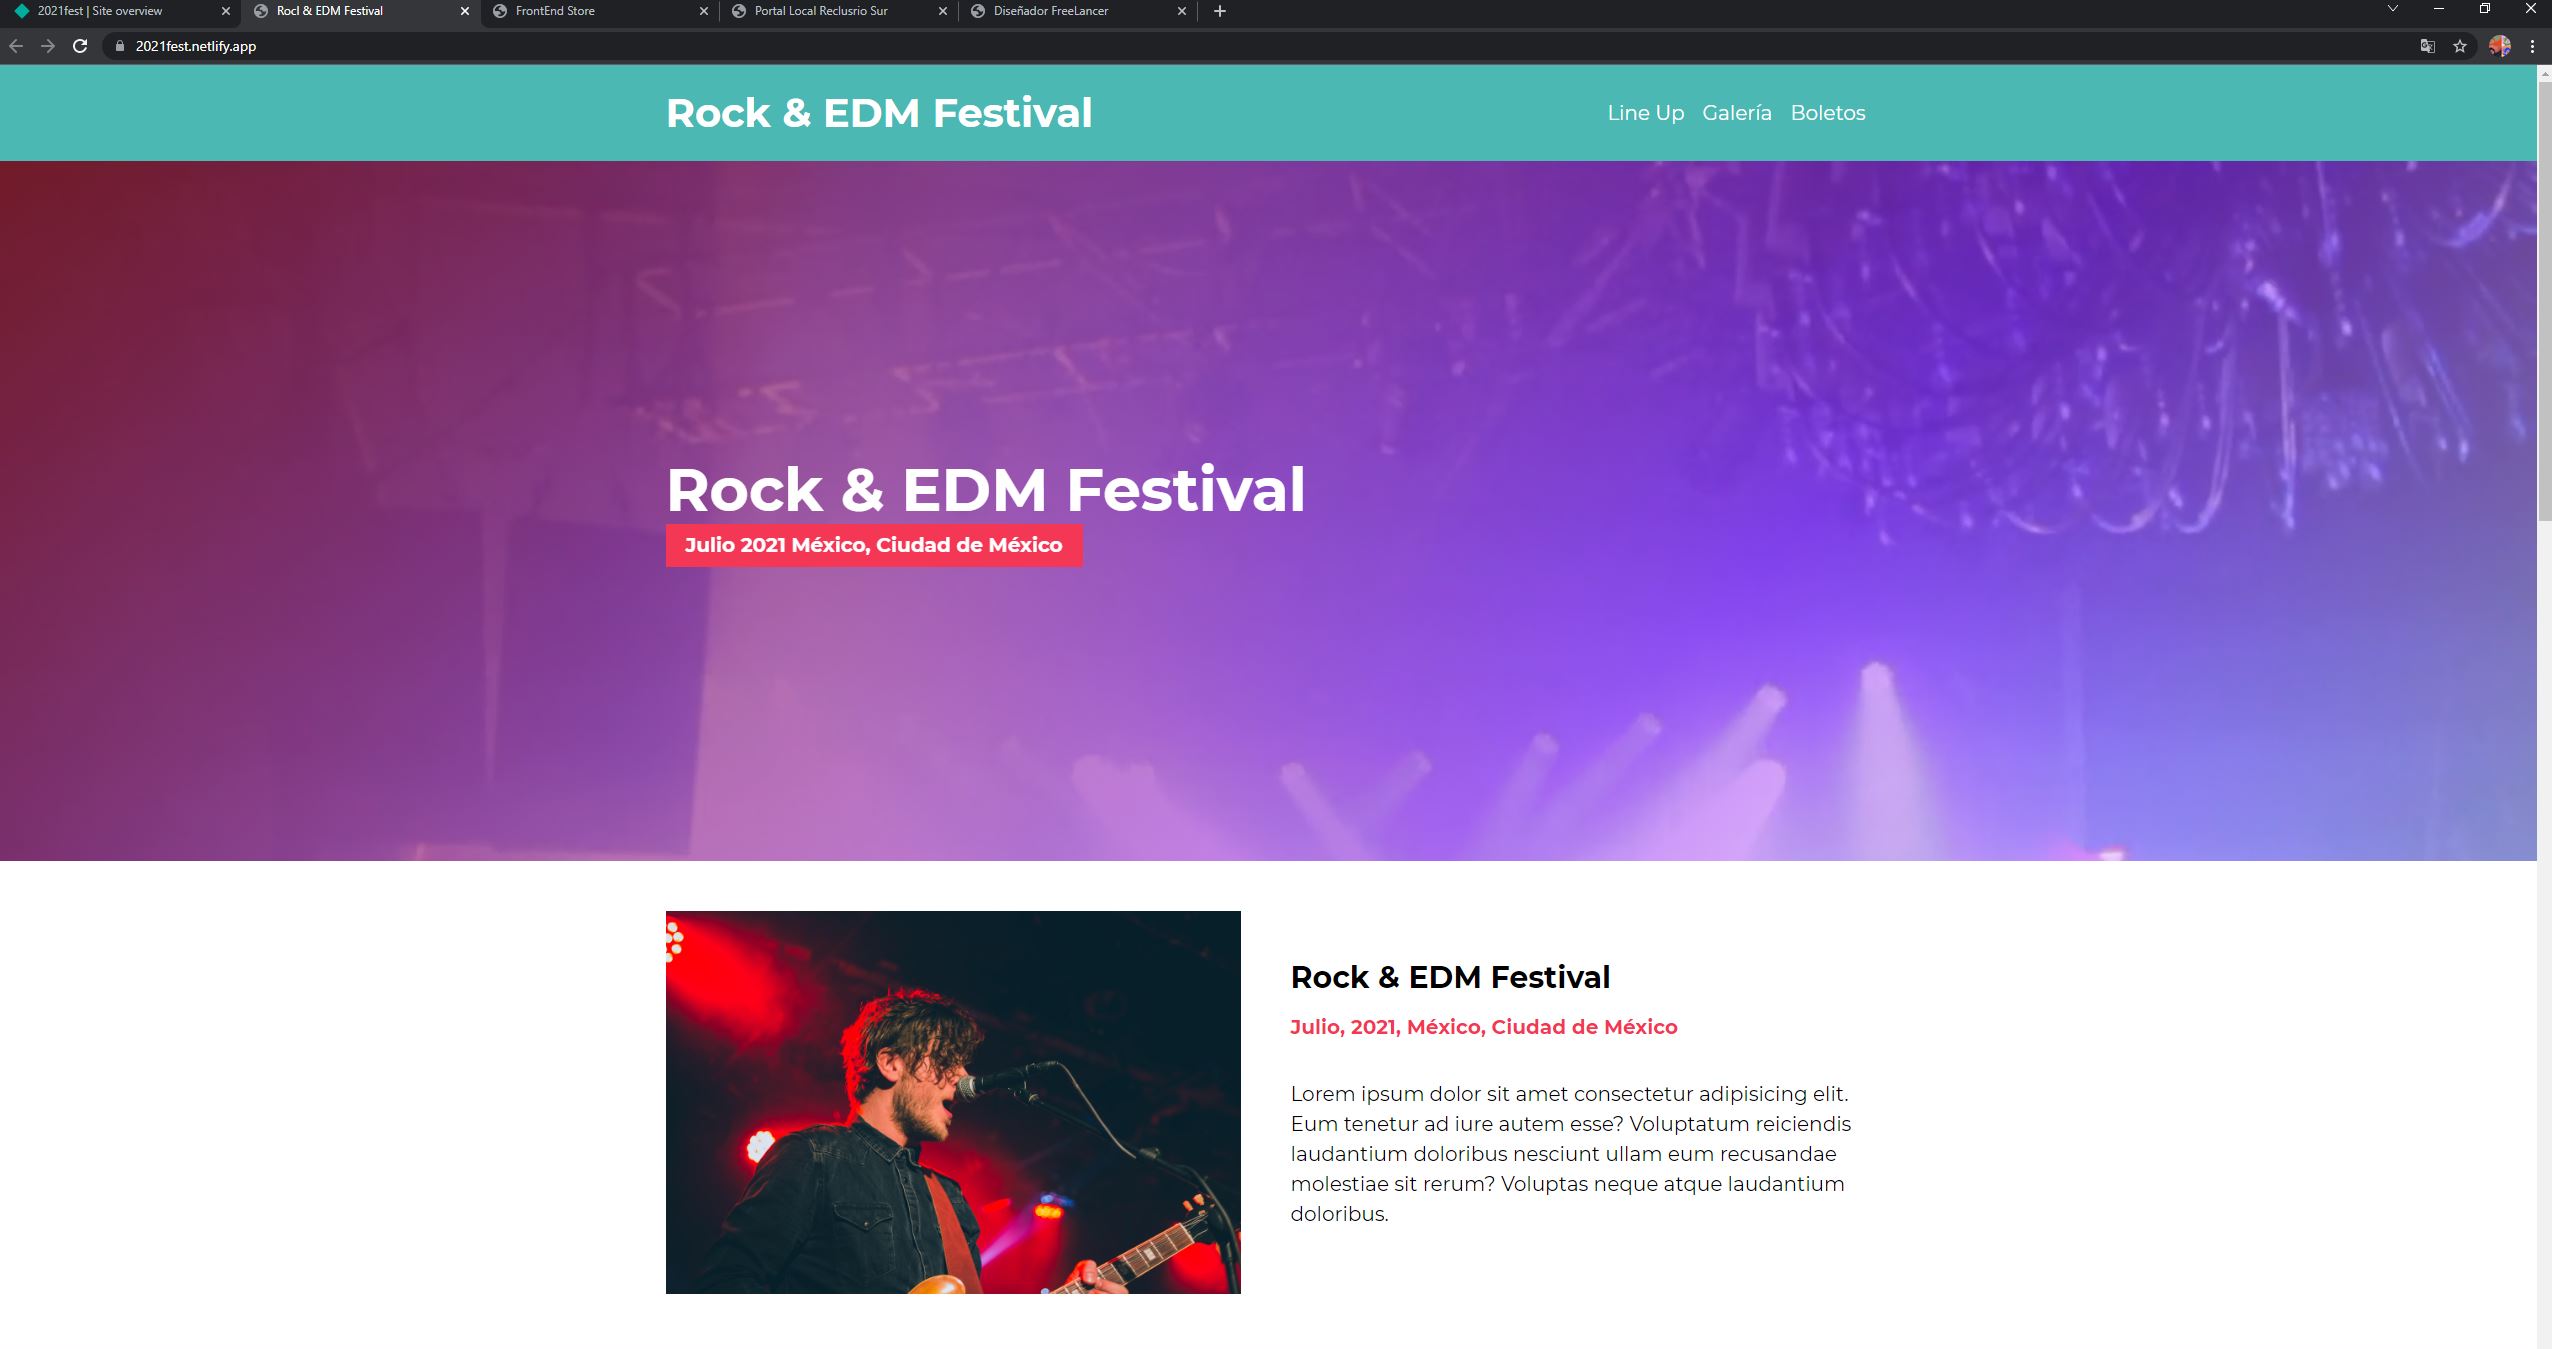 2021fest | Site overview
Rocl & EDM Festival
FrontEnd Store
Portal Local Reclusrio Sur
Diseñador FreeLancer
2021fest.netlify.app
Rock & EDM Festival
Line Up Galería Boletos
Rock & EDM Festival
Julio 2021 México, Ciudad de México
Rock & EDM Festival
Julio, 2021, México, Ciudad de México
Lorem ipsum dolor sit amet consectetur adipisicing elit.
Eum tenetur ad iure autem esse? Voluptatum reiciendis
laudantium doloribus nesciunt ullam eum recusandae
molestiae sit rerum? Voluptas neque atque laudantium
doloribus.